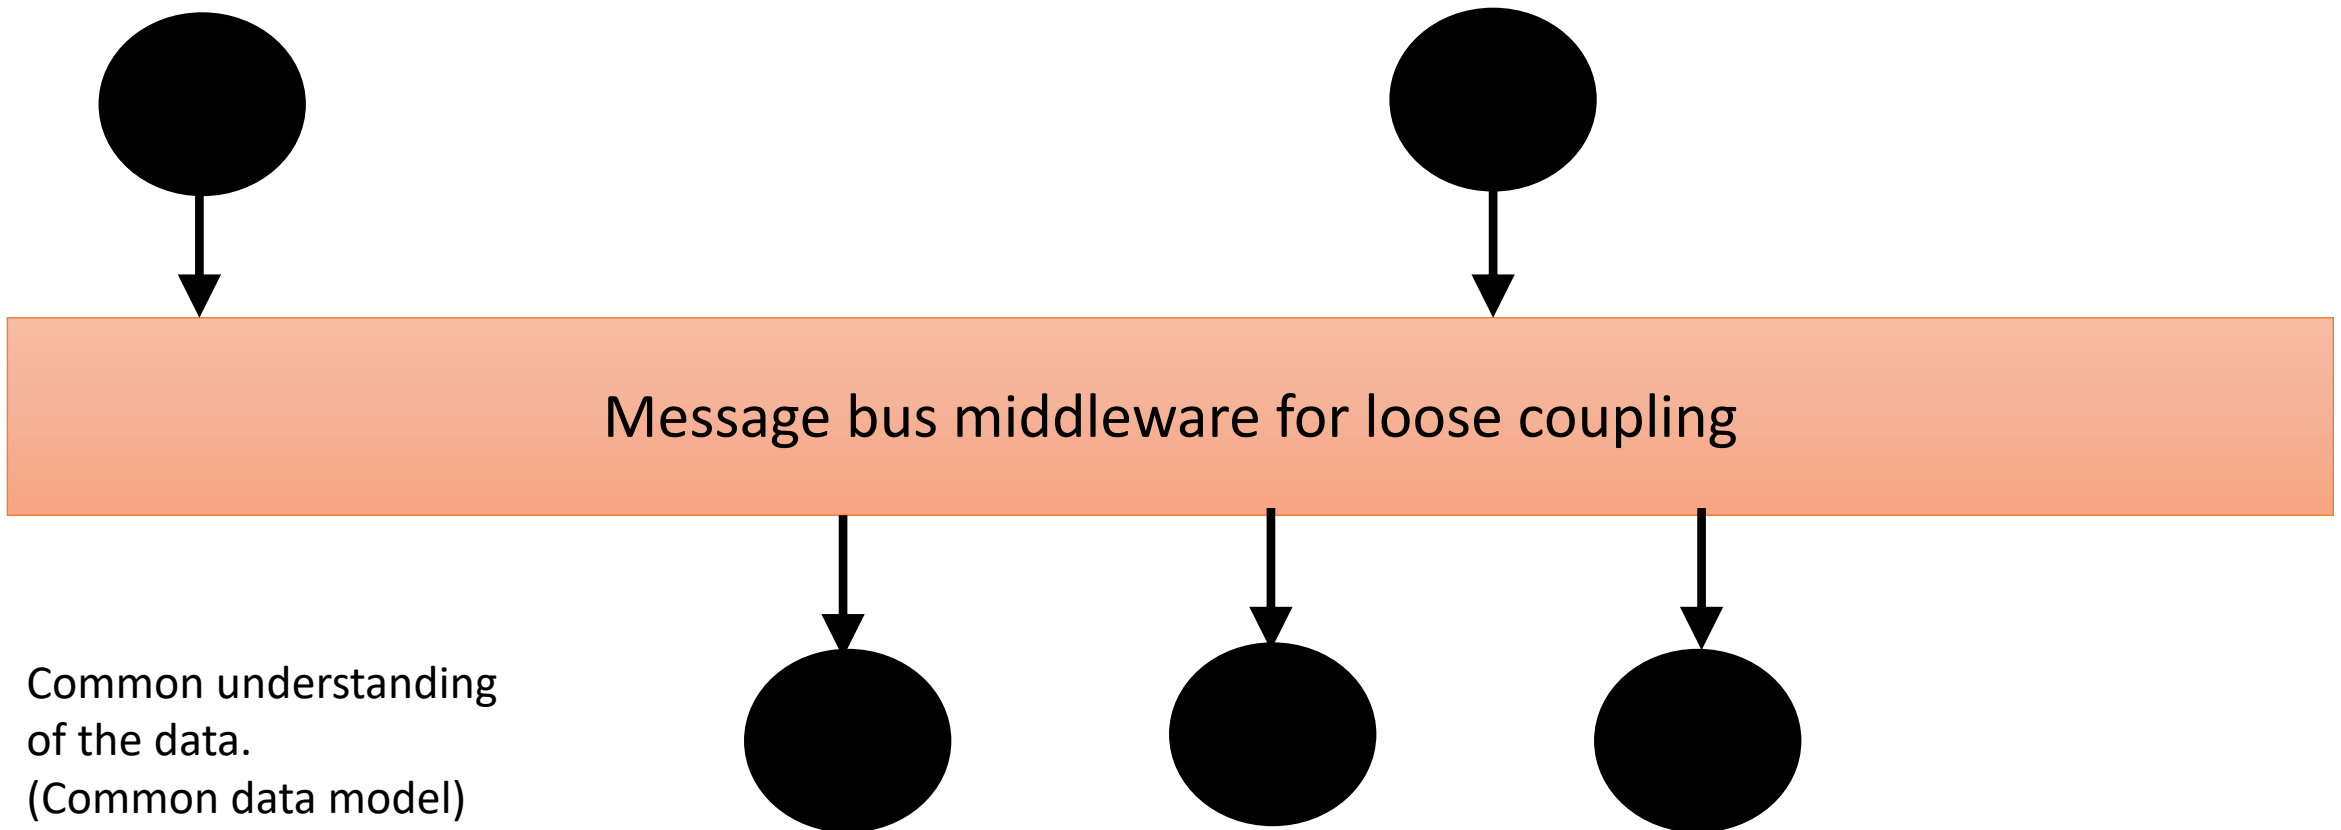 Message bus middleware for loose coupling
Common understanding
of the data.
(Common data model)